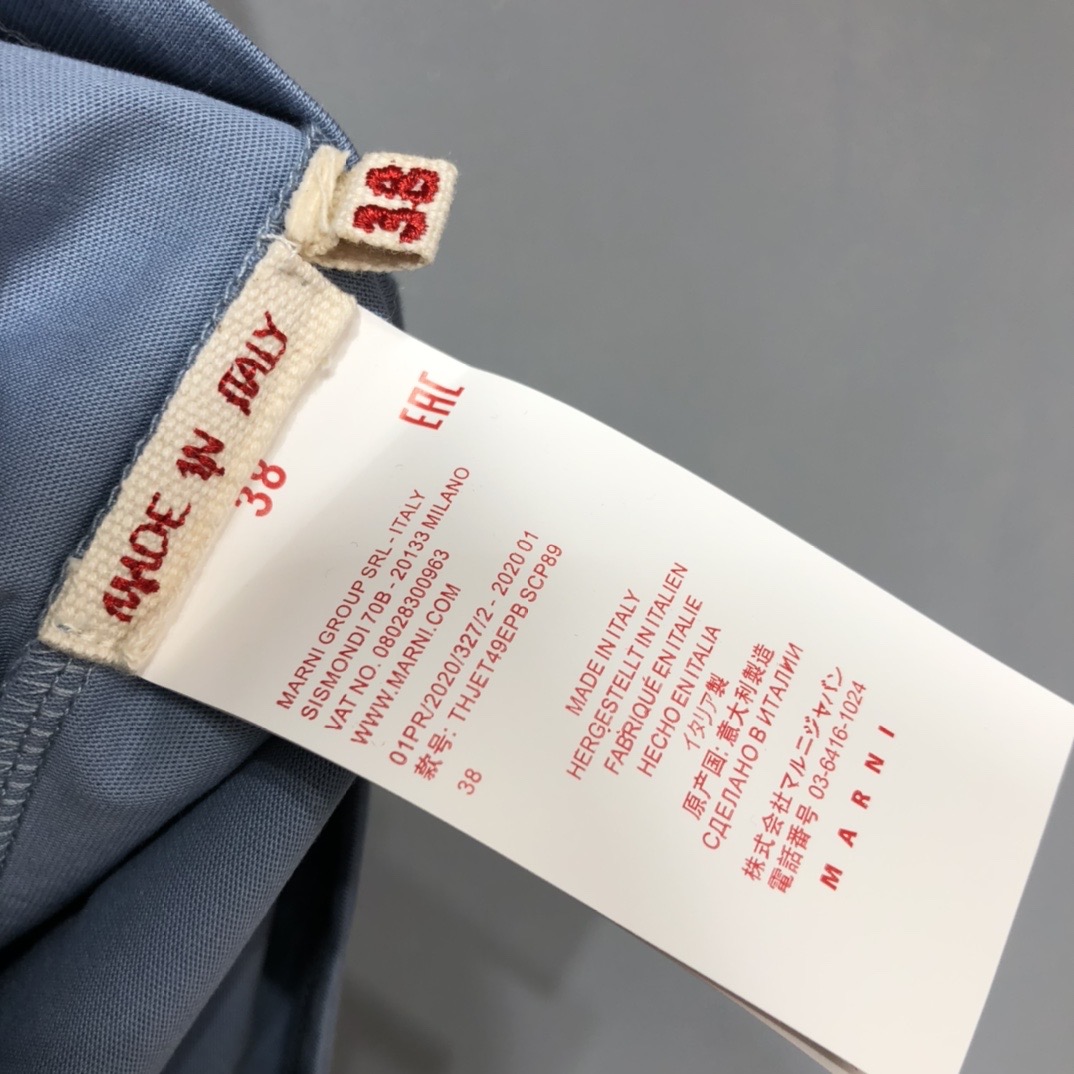 38
MADE IN ITALY
EAC
38
MARNI GROUP SRL - ITALY
SISMONDI 70B - 20133 MILANO
VAT NO. 08028300963
WWW.MARNI.COM
01PR/2020/327/2 - 2020 01
款号: THJET49EPB SCP89
38
MADE IN ITALY
HERGESTELLT IN ITALIEN
FABRIQUÉ EN ITALIE
HECHO EN ITALIA
イタリア製
原产国: 意大利製造
СДЕЛАНО В ИТАЛИИ
株式会社マルニジャパン
電話番号 03-6416-1024
MARNI